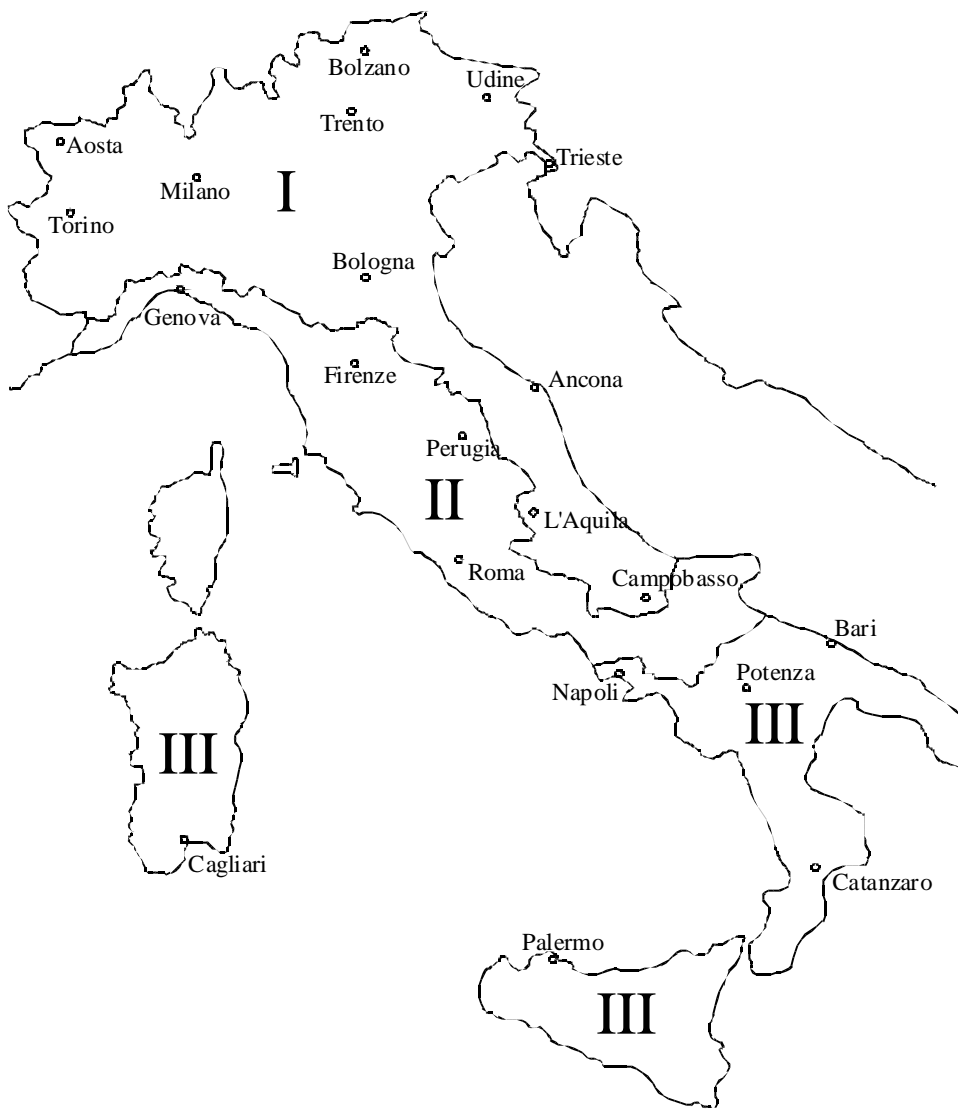 Bolzano
Udine
Trento
Aosta
Trieste
Milano
I
Torino
Bologna
Genova
Firenze
Ancona
Perugia
II
L'Aquila
Roma
Campobasso
Bari
Potenza
Napoli
III
III
Cagliari
Catanzaro
Palermo
III